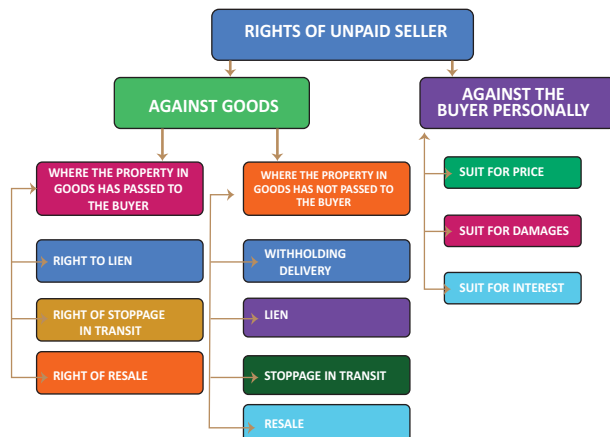 RIGHTS OF UNPAID SELLER
AGAINST GOODS
AGAINST THE
BUYER PERSONALLY
WHERE THE PROPERTY IN
GOODS HAS PASSED TO
THE BUYER
RIGHT TO LIEN
RIGHT OF STOPPAGE
IN TRANSIT
RIGHT OF RESALE
WHERE THE PROPERTY IN
GOODS HAS NOT PASSED TO
THE BUYER
WITHHOLDING
DELIVERY
LIEN
STOPPAGE IN TRANSIT
RESALE
SUIT FOR PRICE
SUIT FOR DAMAGES
SUIT FOR INTEREST